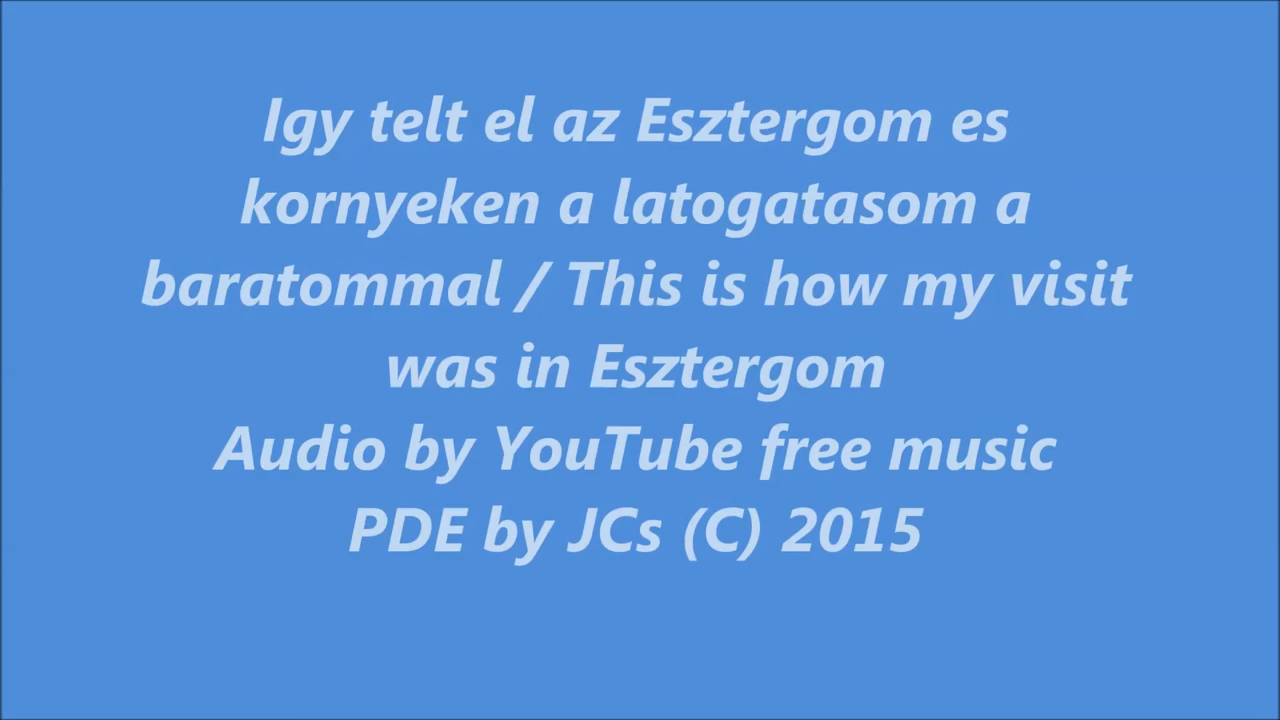 Igy telt el az Esztergom es
kornyeken a latogatasom a
baratommal / This is how my visit
was in Esztergom
Audio by YouTube free music
PDE by JCs (C) 2015